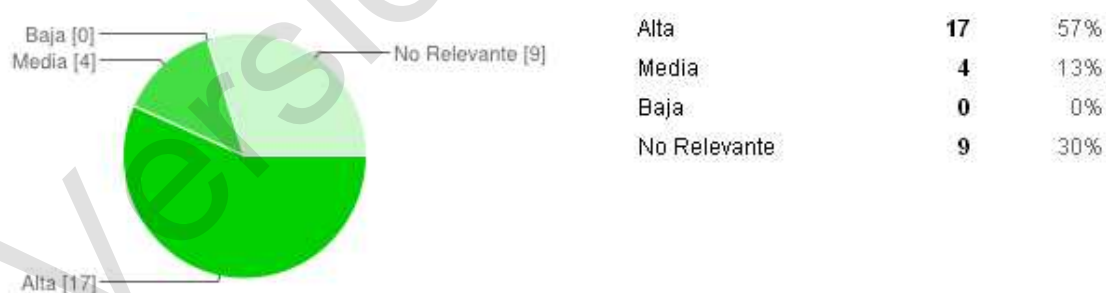 Baja [0]
Media [4]
No Relevante [9]
Alta [17]
Alta 17 57%
Media 4 13%
Baja 0 0%
No Relevante 9 30%
Versió